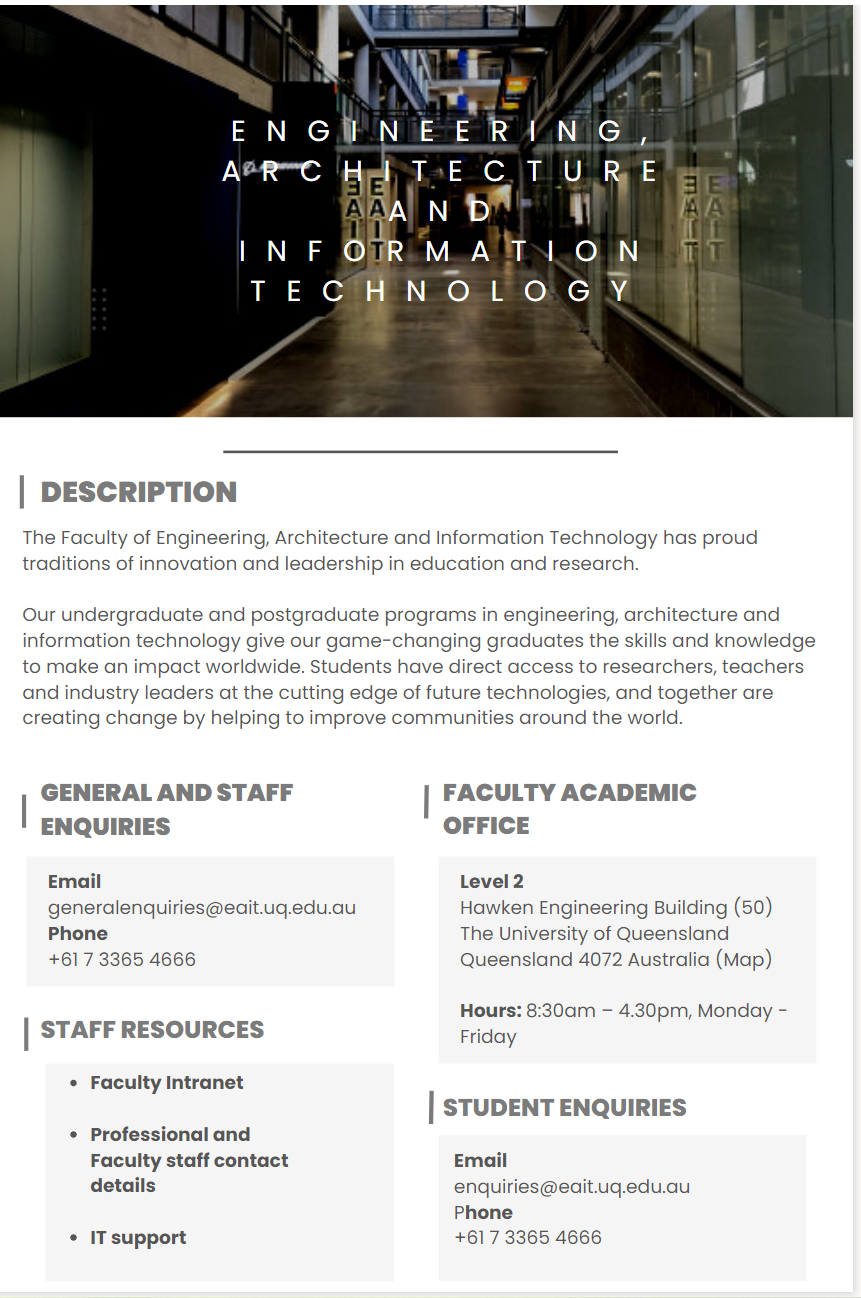 ENGINEERING,
ARCHITECTURE
AND
INFORMATION
TECHNOLOGY
EAIT
EAIT
EAIT
EAIT
DESCRIPTION
The Faculty of Engineering, Architecture and Information Technology has proud
traditions of innovation and leadership in education and research.
Our undergraduate and postgraduate programs in engineering, architecture and
information technology give our game-changing graduates the skills and knowledge
to make an impact worldwide. Students have direct access to researchers, teachers
and industry leaders at the cutting edge of future technologies, and together are
creating change by helping to improve communities around the world.
GENERAL AND STAFF
ENQUIRIES
Email
generalenquiries@eait.uq.edu.au
Phone
+61 7 3365 4666
STAFF RESOURCES
• Faculty Intranet
• Professional and
Faculty staff contact
details
• IT support
FACULTY ACADEMIC
OFFICE
Level 2
Hawken Engineering Building (50)
The University of Queensland
Queensland 4072 Australia (Map)
Hours: 8:30am – 4.30pm, Monday -
Friday
STUDENT ENQUIRIES
Email
enquiries@eait.uq.edu.au
Phone
+61 7 3365 4666